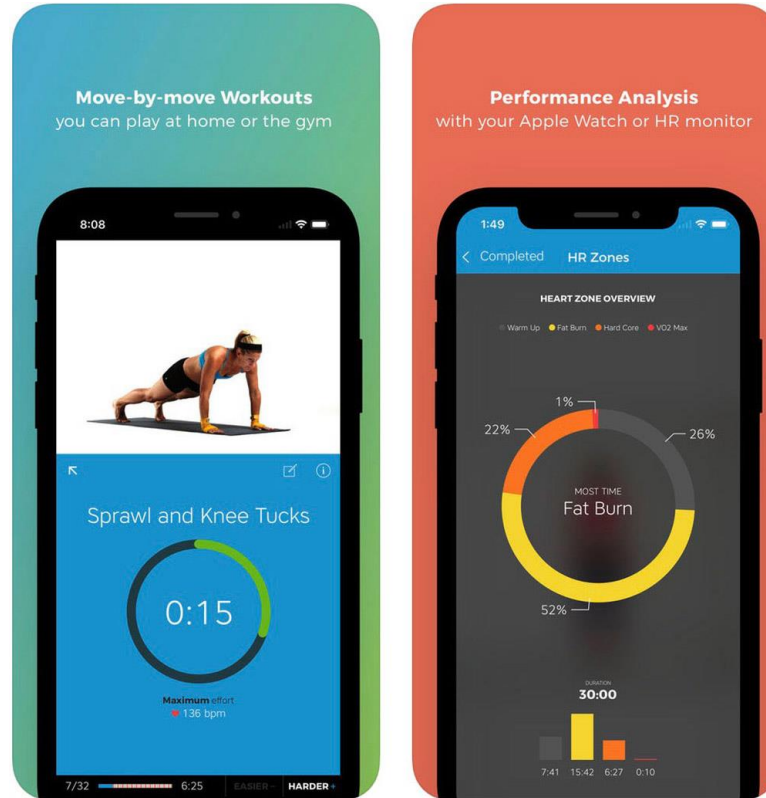 Move-by-move Workouts
you can play at home or the gym
8:08
Sprawl and Knee Tucks
0:15
Maximum effort
136 bpm
7/32 6:25 EASIER - HARDER +
Performance Analysis
with your Apple Watch or HR monitor
1:49
Completed HR Zones
HEART ZONE OVERVIEW
Warm Up Fat Burn Hard Core VO2 Max
1%
22% 26%
MOST TIME
Fat Burn
52%
DURATION
30:00
7:41 15:42 6:27 0:10